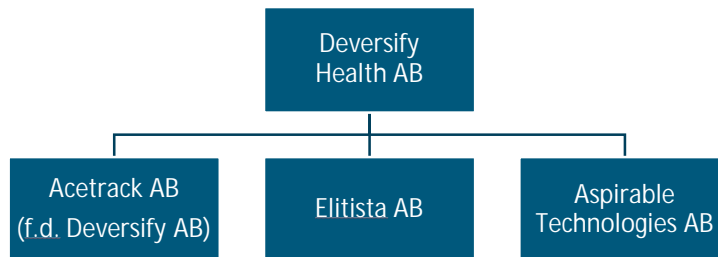 Deversify
Health AB
Acetrack AB
(f.d. Deversify AB)
Elitista AB
Aspirable
Technologies AB